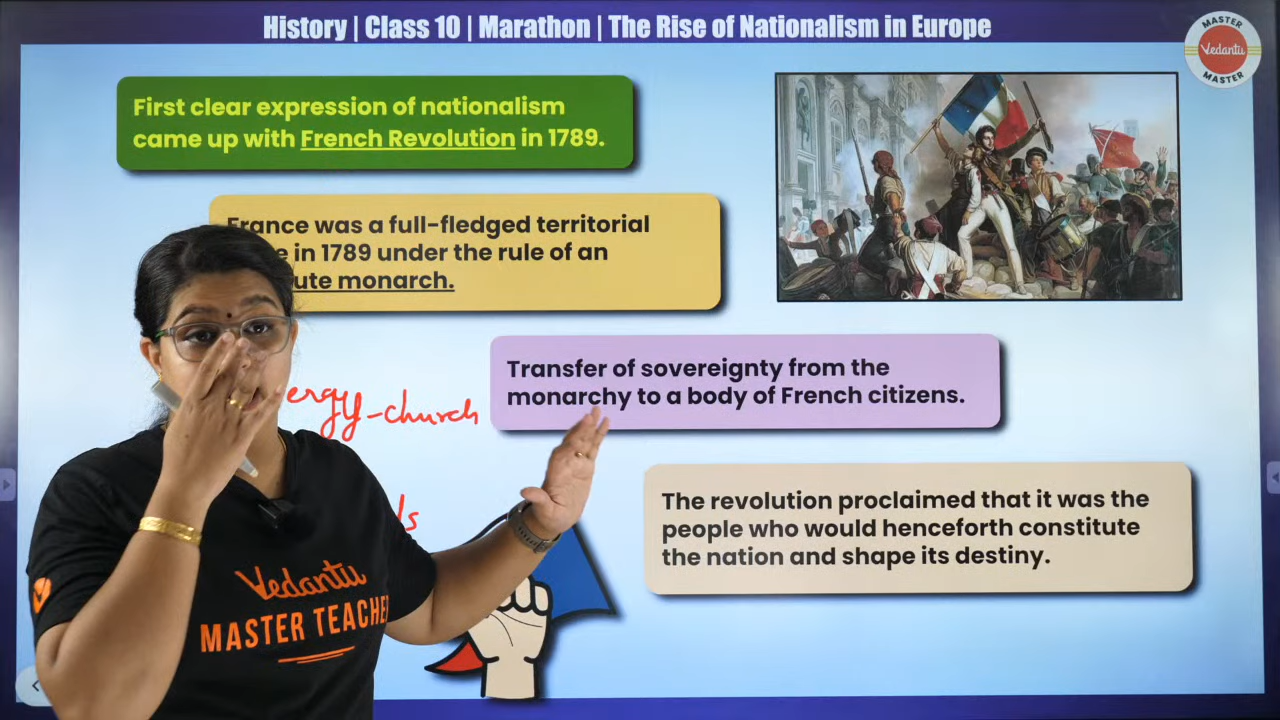 History | Class 10 | Marathon | The Rise of Nationalism in Europe
MASTER
Vedantu
MASTER
First clear expression of nationalism
came up with French Revolution in 1789.
France was a full-fledged territorial
in 1789 under the rule of an
monarch.
Transfer of sovereignty from the
monarchy to a body of French citizens.
church
The revolution proclaimed that it was the
people who would henceforth constitute
the nation and shape its destiny.
Vedantu
MASTER